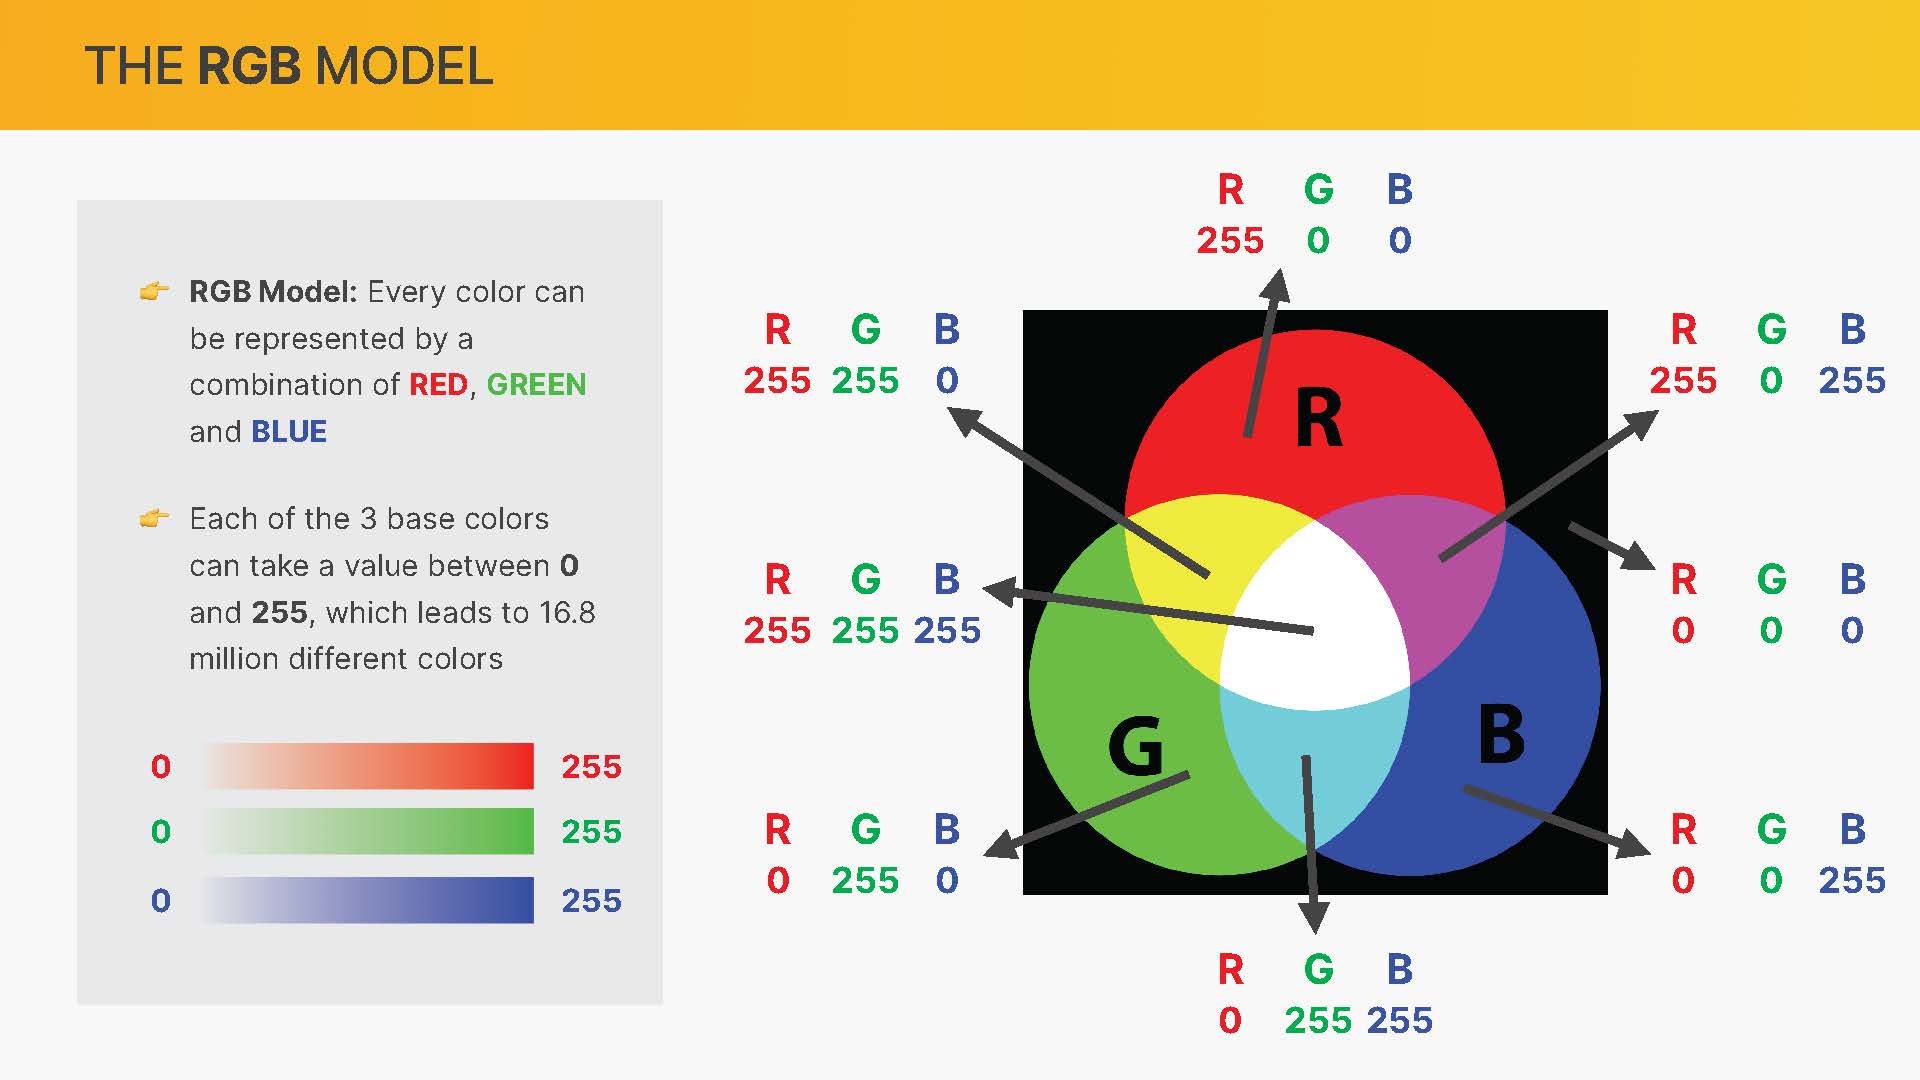 THE RGB MODEL
👉 RGB Model: Every color can
be represented by a
combination of RED, GREEN
and BLUE
👉 Each of the 3 base colors
can take a value between 0
and 255, which leads to 16.8
million different colors
0 255
0 255
0 255
R G B
255 0 0
R G B
255 255 0
R G B
255 0 255
R G B
255 255 255
R G B
0 0 0
R G B
0 255 0
R G B
0 0 255
R G B
0 255 255
R
G
B